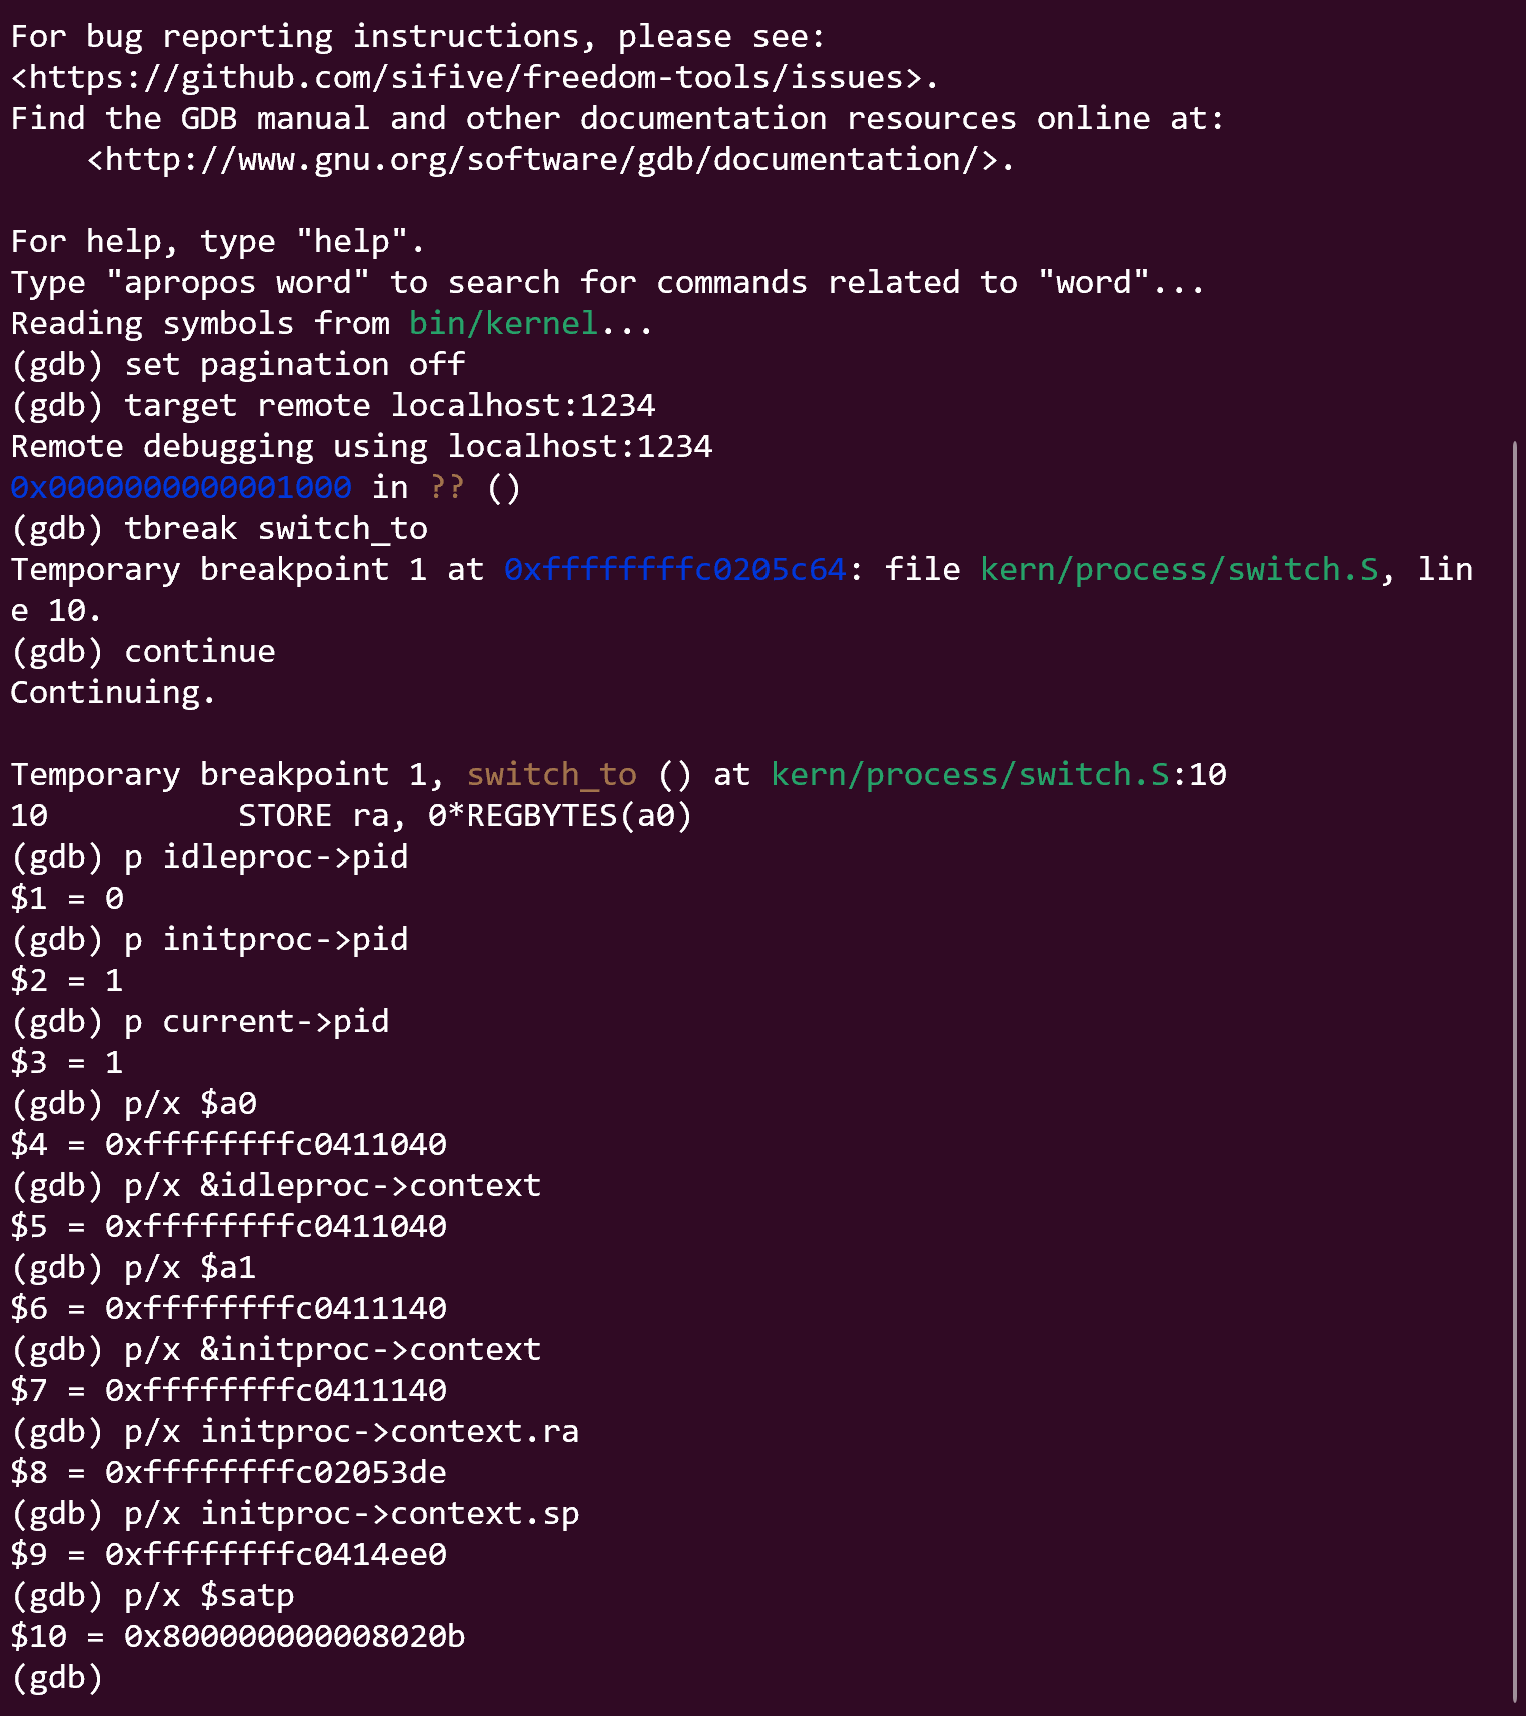 For bug reporting instructions, please see:
<https://github.com/sifive/freedom-tools/issues>.
Find the GDB manual and other documentation resources online at:
    <http://www.gnu.org/software/gdb/documentation/>.

For help, type "help".
Type "apropos word" to search for commands related to "word"...
Reading symbols from bin/kernel...
(gdb) set pagination off
(gdb) target remote localhost:1234
Remote debugging using localhost:1234
0x0000000000001000 in ?? ()
(gdb) tbreak switch_to
Temporary breakpoint 1 at 0xffffffffc0205c64: file kern/process/switch.S, lin
e 10.
(gdb) continue
Continuing.

Temporary breakpoint 1, switch_to () at kern/process/switch.S:10
10          STORE ra, 0*REGBYTES(a0)
(gdb) p idleproc->pid
$1 = 0
(gdb) p initproc->pid
$2 = 1
(gdb) p current->pid
$3 = 1
(gdb) p/x $a0
$4 = 0xffffffffc0411040
(gdb) p/x &idleproc->context
$5 = 0xffffffffc0411040
(gdb) p/x $a1
$6 = 0xffffffffc0411140
(gdb) p/x &initproc->context
$7 = 0xffffffffc0411140
(gdb) p/x initproc->context.ra
$8 = 0xffffffffc02053de
(gdb) p/x initproc->context.sp
$9 = 0xffffffffc0414ee0
(gdb) p/x $satp
$10 = 0x800000000008020b
(gdb)